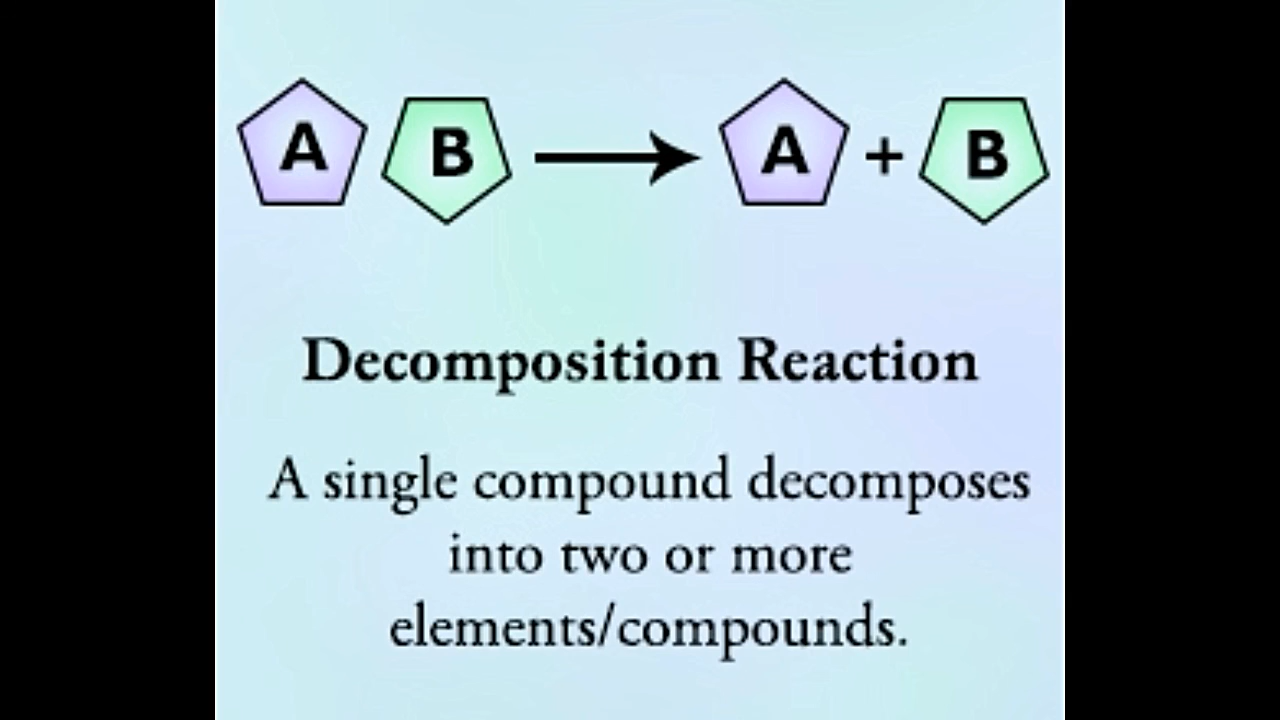 A B → A + B
Decomposition Reaction
A single compound decomposes
into two or more
elements/compounds.